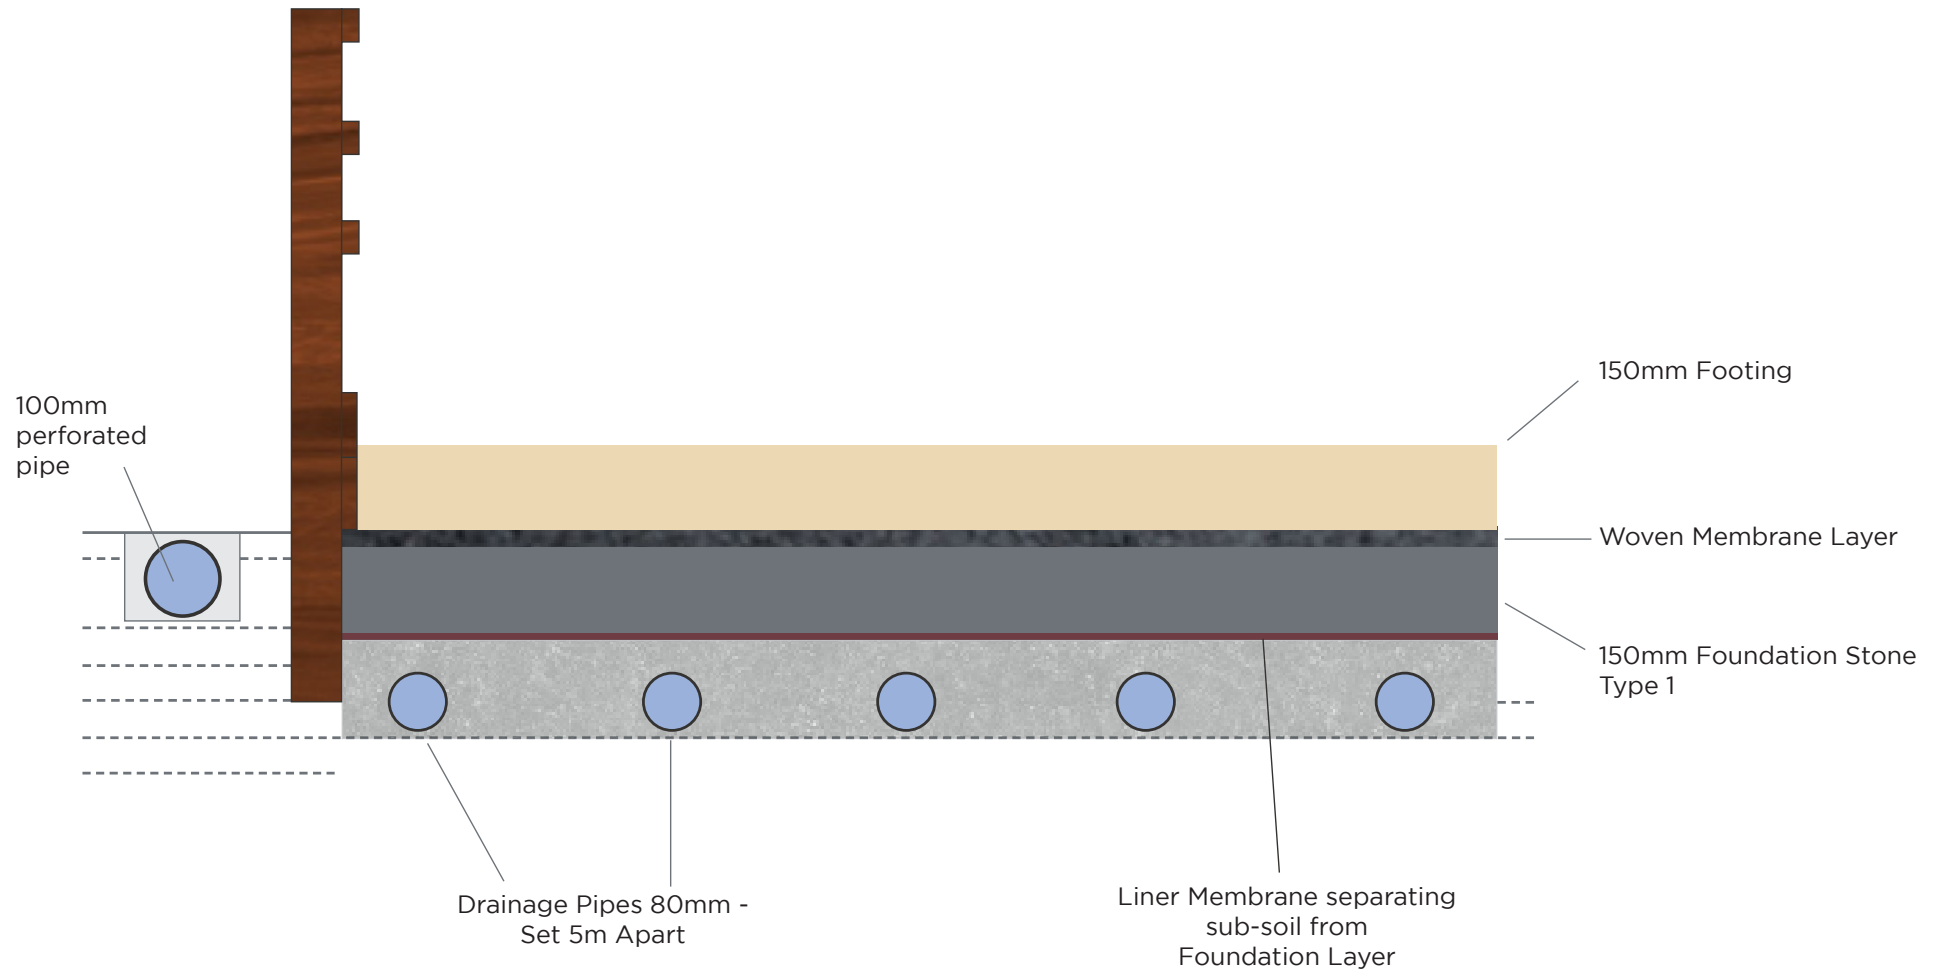 150mm Footing
100mm
perforated
pipe
Woven Membrane Layer
150mm Foundation Stone
Type 1
Drainage Pipes 80mm -
Set 5m Apart
Liner Membrane separating
sub-soil from
Foundation Layer